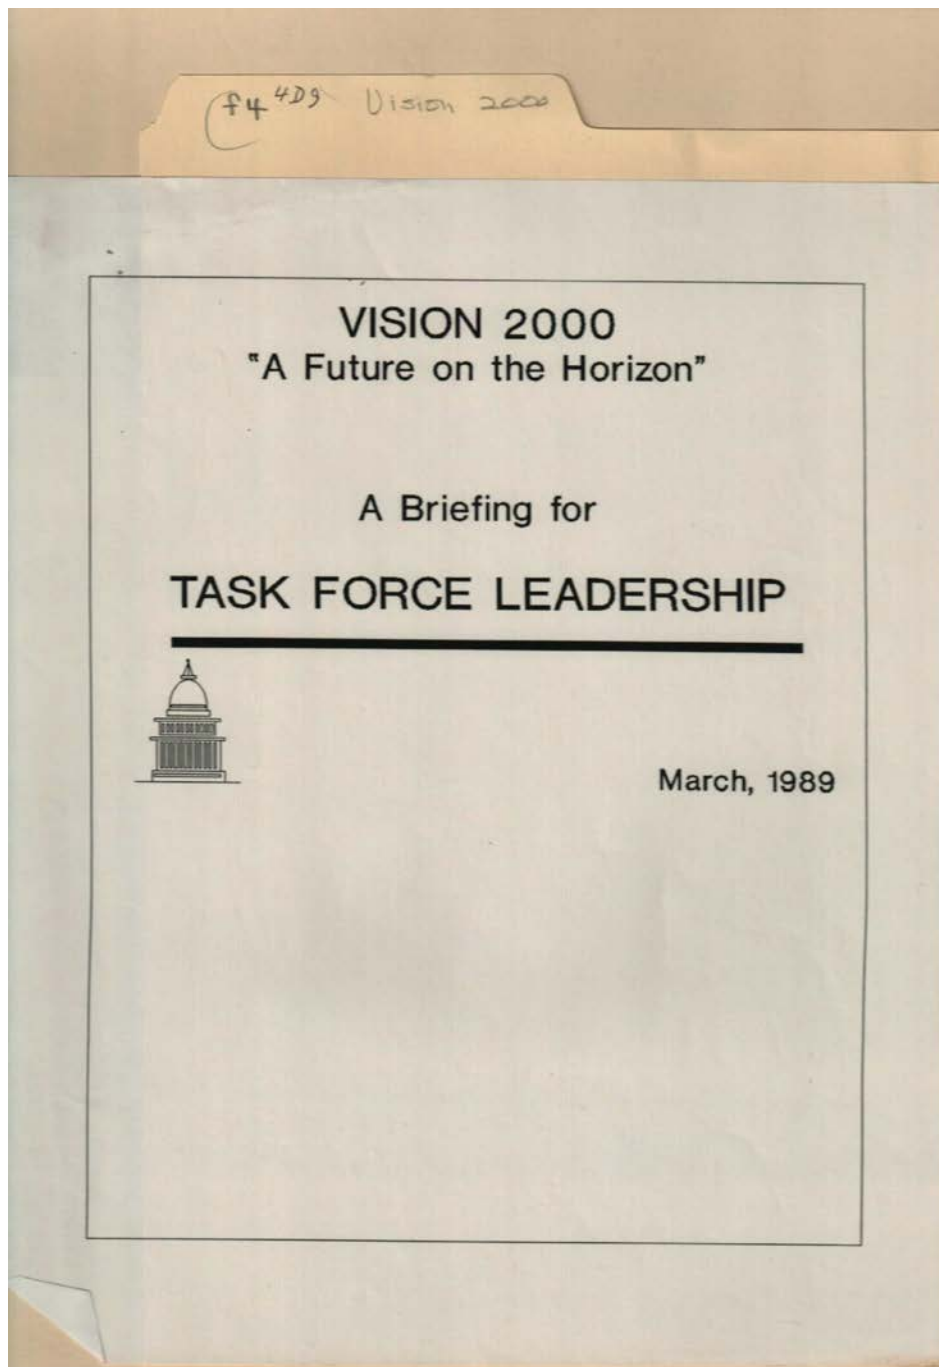 f4 4D9 Vision 2000
VISION 2000
"A Future on the Horizon"
A Briefing for
TASK FORCE LEADERSHIP
March, 1989